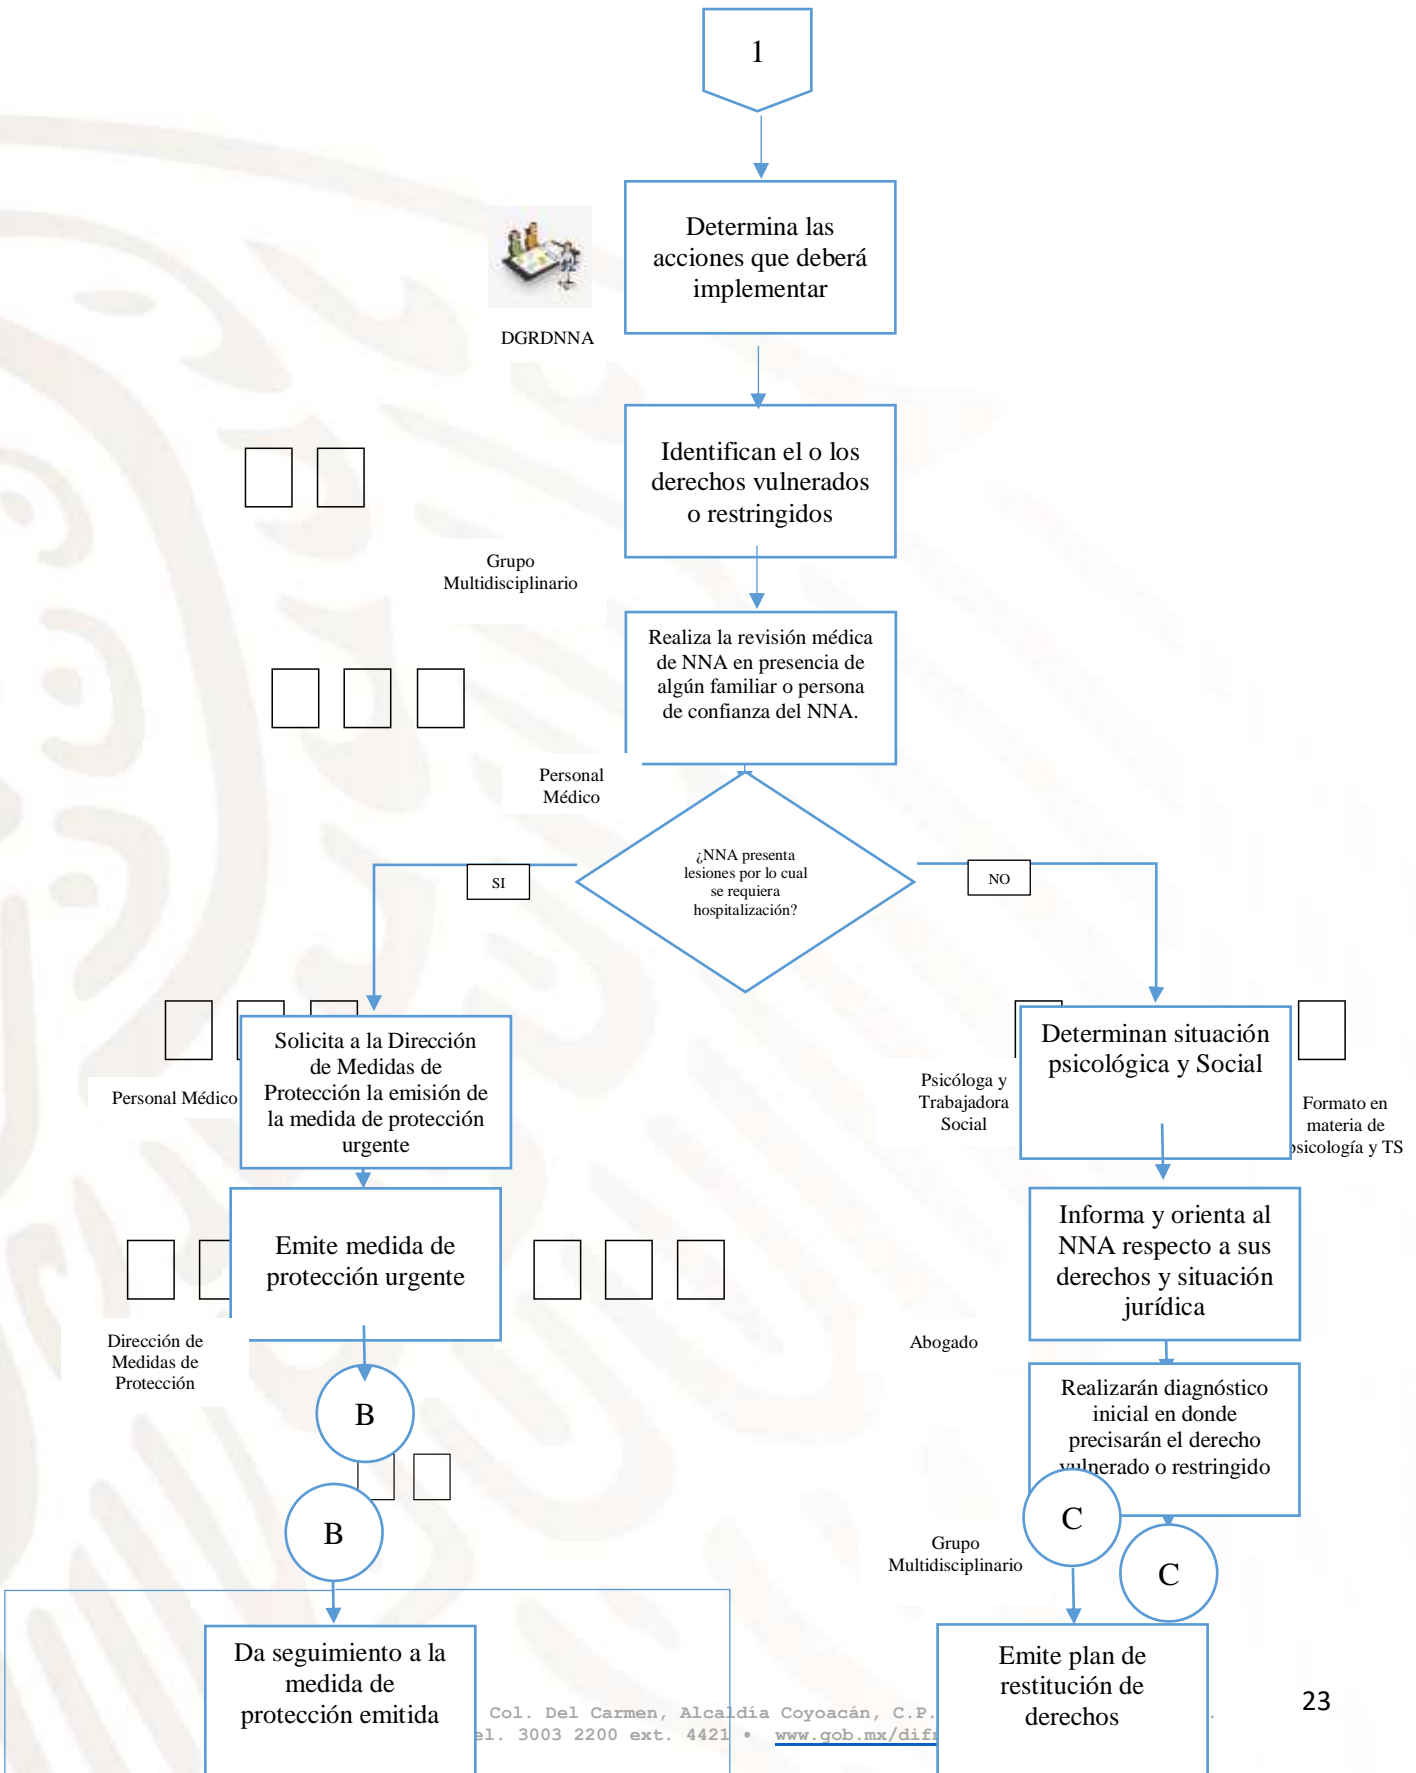 1
Determina las
acciones que deberá
implementar
DGRDNNA
Identifican el o los
derechos vulnerados
o restringidos
Grupo
Multidisciplinario
Realiza la revisión médica
de NNA en presencia de
algún familiar o persona
de confianza del NNA.
Personal
Médico
¿NNA presenta
lesiones por lo cual
se requiera
hospitalización?
SI
NO
Solicita a la Dirección
de Medidas de
Protección la emisión de
la medida de protección
urgente
Personal Médico
Determinan situación
psicológica y Social
Psicóloga y
Trabajadora
Social
Formato en
materia de
psicología y TS
Emite medida de
protección urgente
Dirección de
Medidas de
Protección
Informa y orienta al
NNA respecto a sus
derechos y situación
jurídica
Abogado
B
Realizarán diagnóstico
inicial en donde
precisarán el derecho
vulnerado o restringido
Grupo
Multidisciplinario
B
C
C
Da seguimiento a la
medida de
protección emitida
Emite plan de
restitución de
derechos
Col. Del Carmen, Alcaldía Coyoacán, C.P.
el. 3003 2200 ext. 4421 • www.gob.mx/difn
23